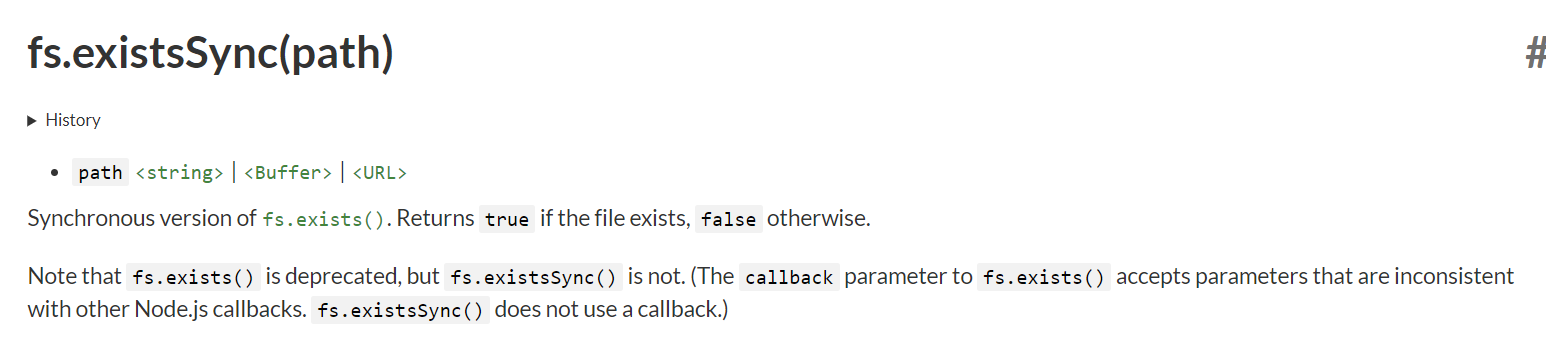 fs.existsSync(path) #
▶ History
• path <string> | <Buffer> | <URL>
Synchronous version of fs.exists(). Returns true if the file exists, false otherwise.
Note that fs.exists() is deprecated, but fs.existsSync() is not. (The callback parameter to fs.exists() accepts parameters that are inconsistent
with other Node.js callbacks. fs.existsSync() does not use a callback.)